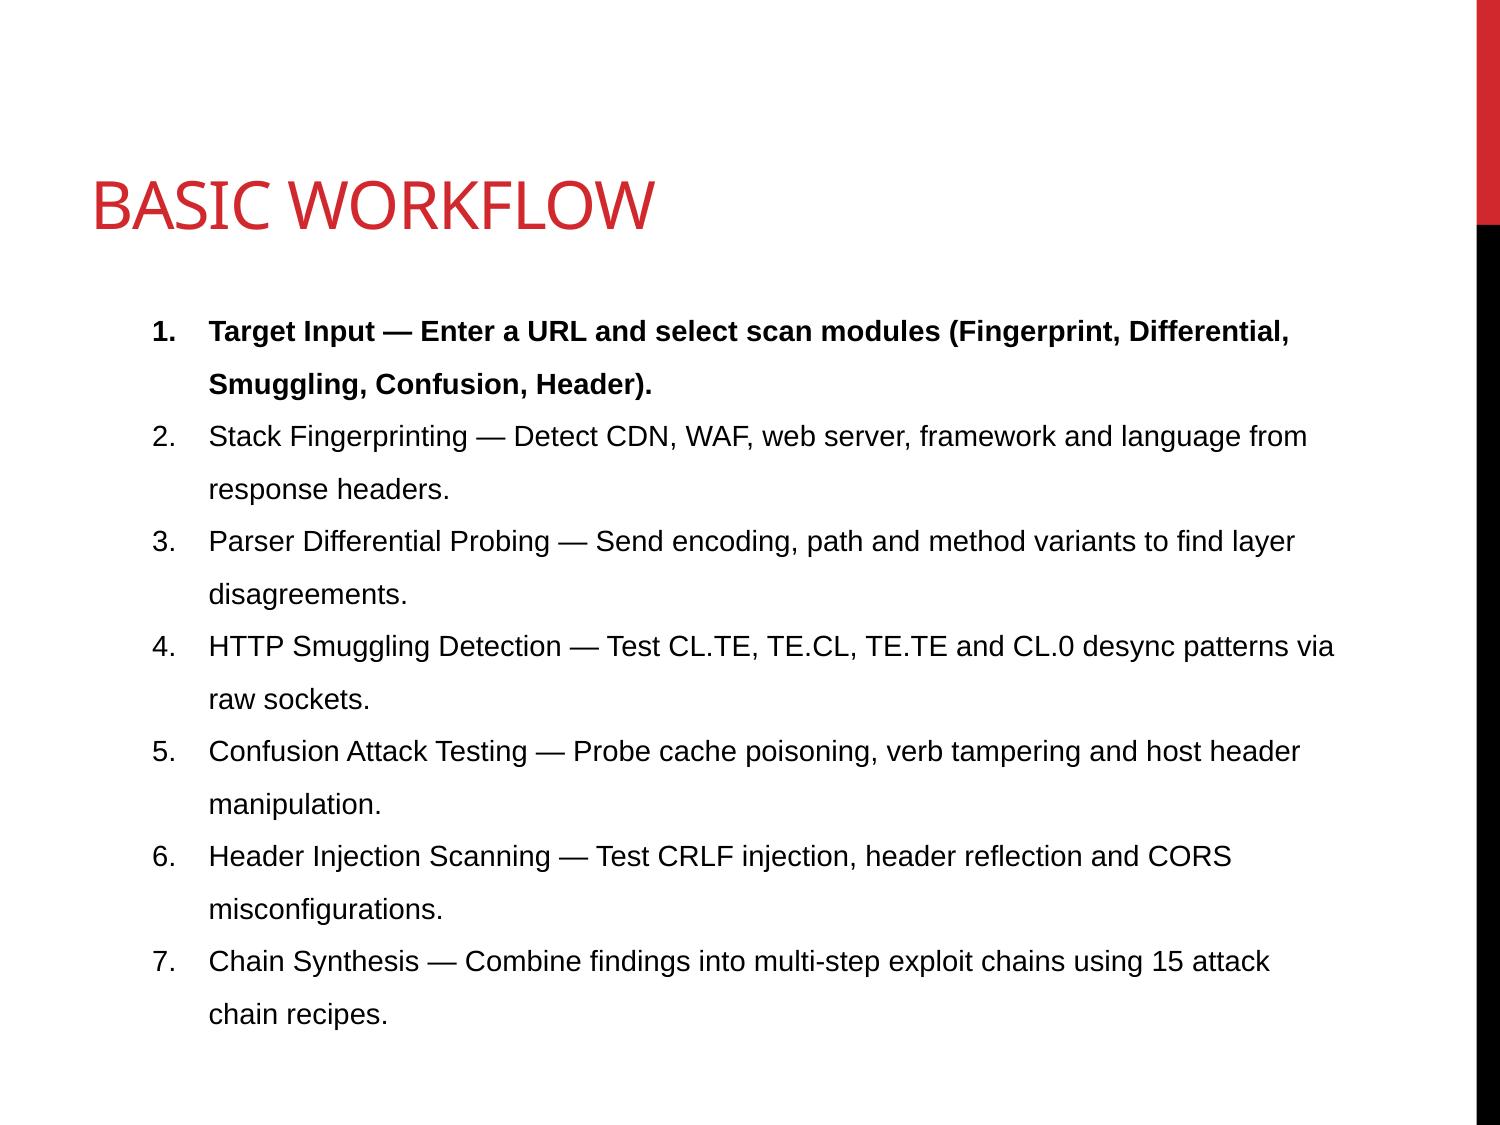 BASIC WORKFLOW
1. Target Input — Enter a URL and select scan modules (Fingerprint, Differential,
Smuggling, Confusion, Header).
2. Stack Fingerprinting — Detect CDN, WAF, web server, framework and language from
response headers.
3. Parser Differential Probing — Send encoding, path and method variants to find layer
disagreements.
4. HTTP Smuggling Detection — Test CL.TE, TE.CL, TE.TE and CL.0 desync patterns via
raw sockets.
5. Confusion Attack Testing — Probe cache poisoning, verb tampering and host header
manipulation.
6. Header Injection Scanning — Test CRLF injection, header reflection and CORS
misconfigurations.
7. Chain Synthesis — Combine findings into multi-step exploit chains using 15 attack
chain recipes.